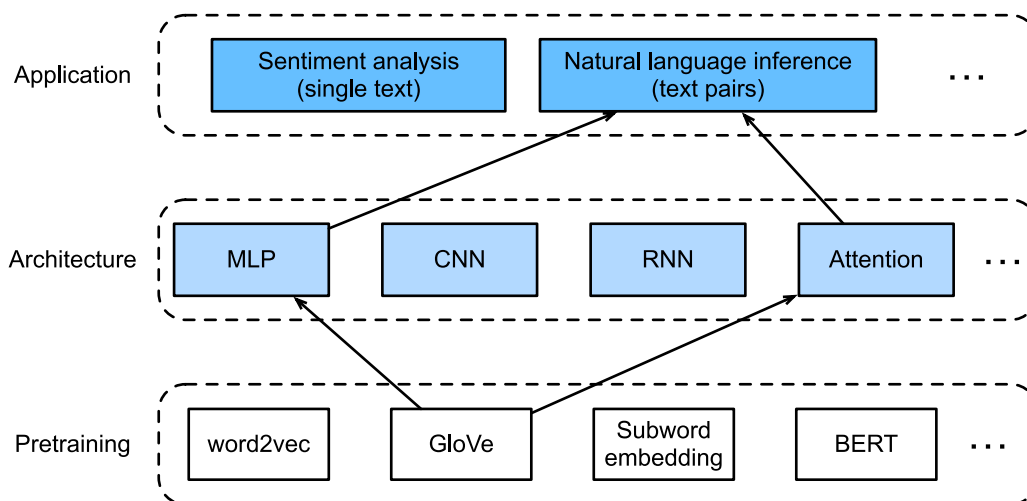 Application
Sentiment analysis
(single text)
Natural language inference
(text pairs)
...
Architecture
MLP
CNN
RNN
Attention
...
Pretraining
word2vec
GloVe
Subword
embedding
BERT
...